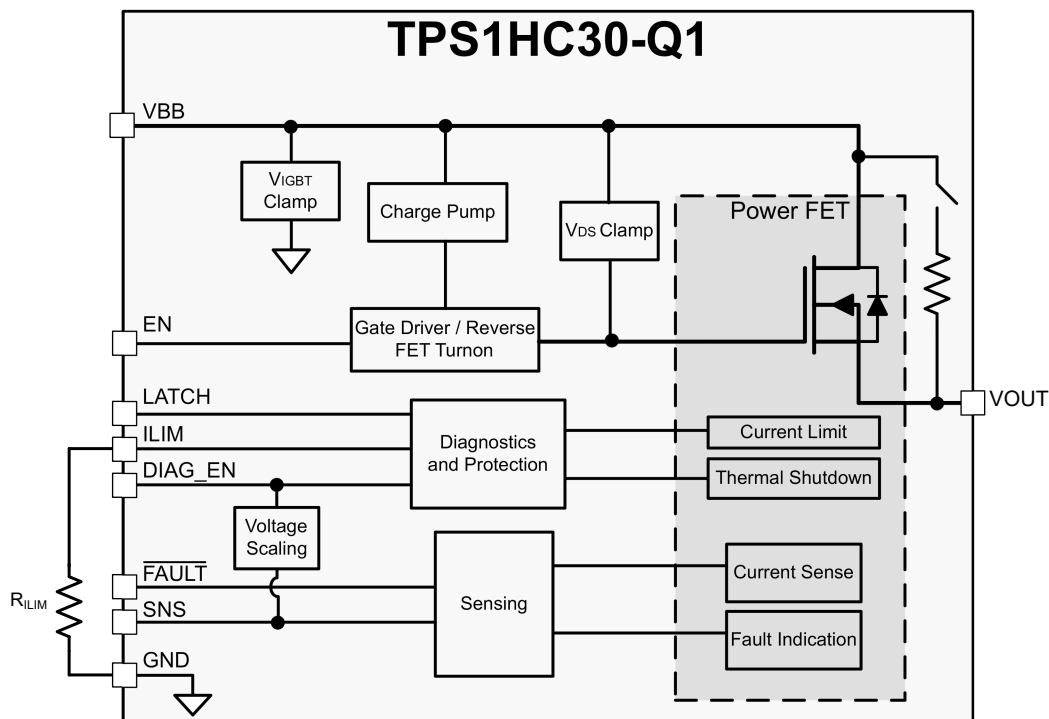 TPS1HC30-Q1
VBB
VIGBT
Clamp
Charge Pump
VDS Clamp
Power FET
EN
Gate Driver / Reverse
FET Turnon
LATCH
VOUT
ILIM
Diagnostics
and Protection
Current Limit
DIAG_EN
Thermal Shutdown
Voltage
Scaling
FAULT
Current Sense
RILIM
SNS
Sensing
Fault Indication
GND